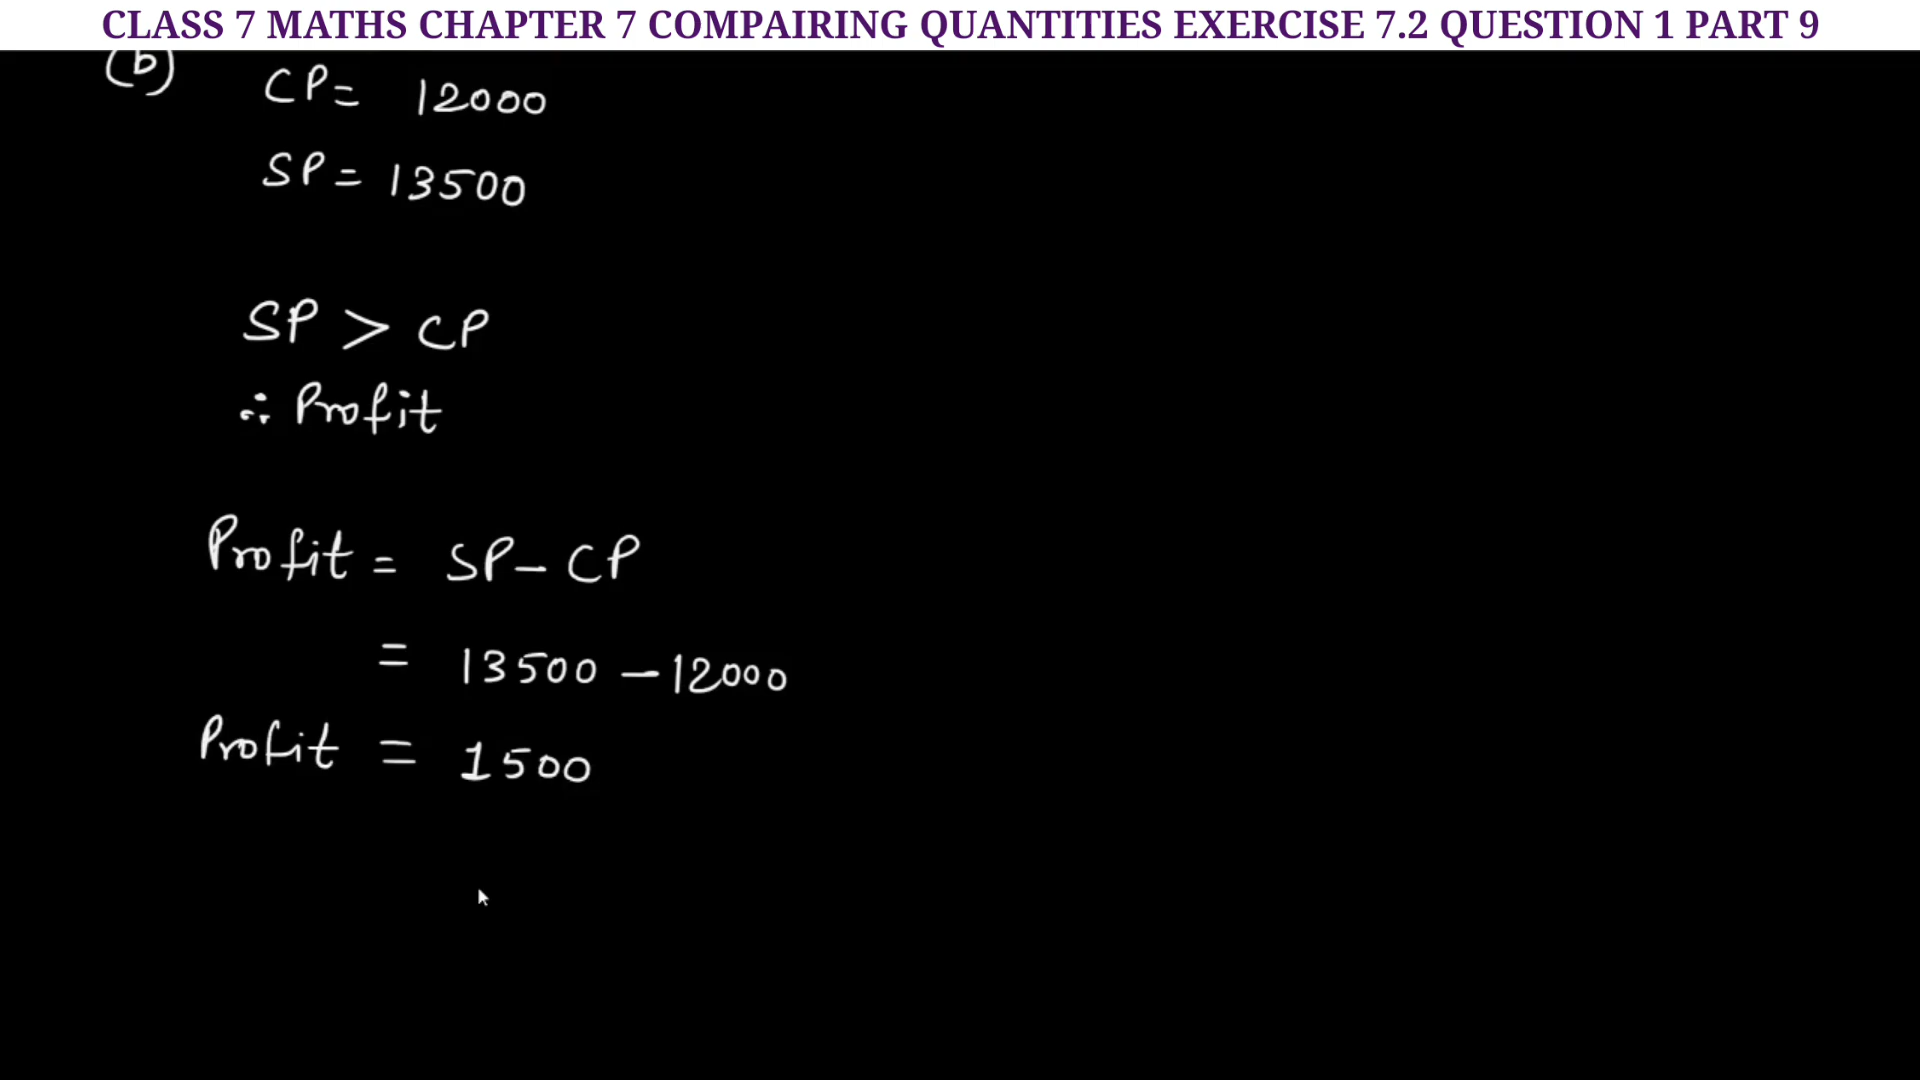 CLASS 7 MATHS CHAPTER 7 COMPAIRING QUANTITIES EXERCISE 7.2 QUESTION 1 PART 9
(b) CP = 12000
SP = 13500
SP > CP
∴ Profit
Profit = SP - CP
= 13500 - 12000
Profit = 1500